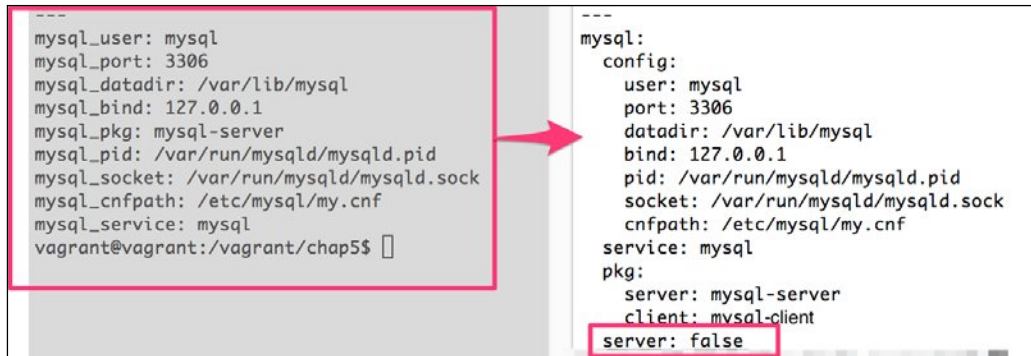 ---
mysql_user: mysql
mysql_port: 3306
mysql_datadir: /var/lib/mysql
mysql_bind: 127.0.0.1
mysql_pkg: mysql-server
mysql_pid: /var/run/mysqld/mysqld.pid
mysql_socket: /var/run/mysqld/mysqld.sock
mysql_cnfpath: /etc/mysql/my.cnf
mysql_service: mysql
vagrant@vagrant:/vagrant/chap5$
---
mysql:
  config:
    user: mysql
    port: 3306
    datadir: /var/lib/mysql
    bind: 127.0.0.1
    pid: /var/run/mysqld/mysqld.pid
    socket: /var/run/mysqld/mysqld.sock
    cnfpath: /etc/mysql/my.cnf
  service: mysql
  pkg:
    server: mysql-server
    client: mysql-client
  server: false